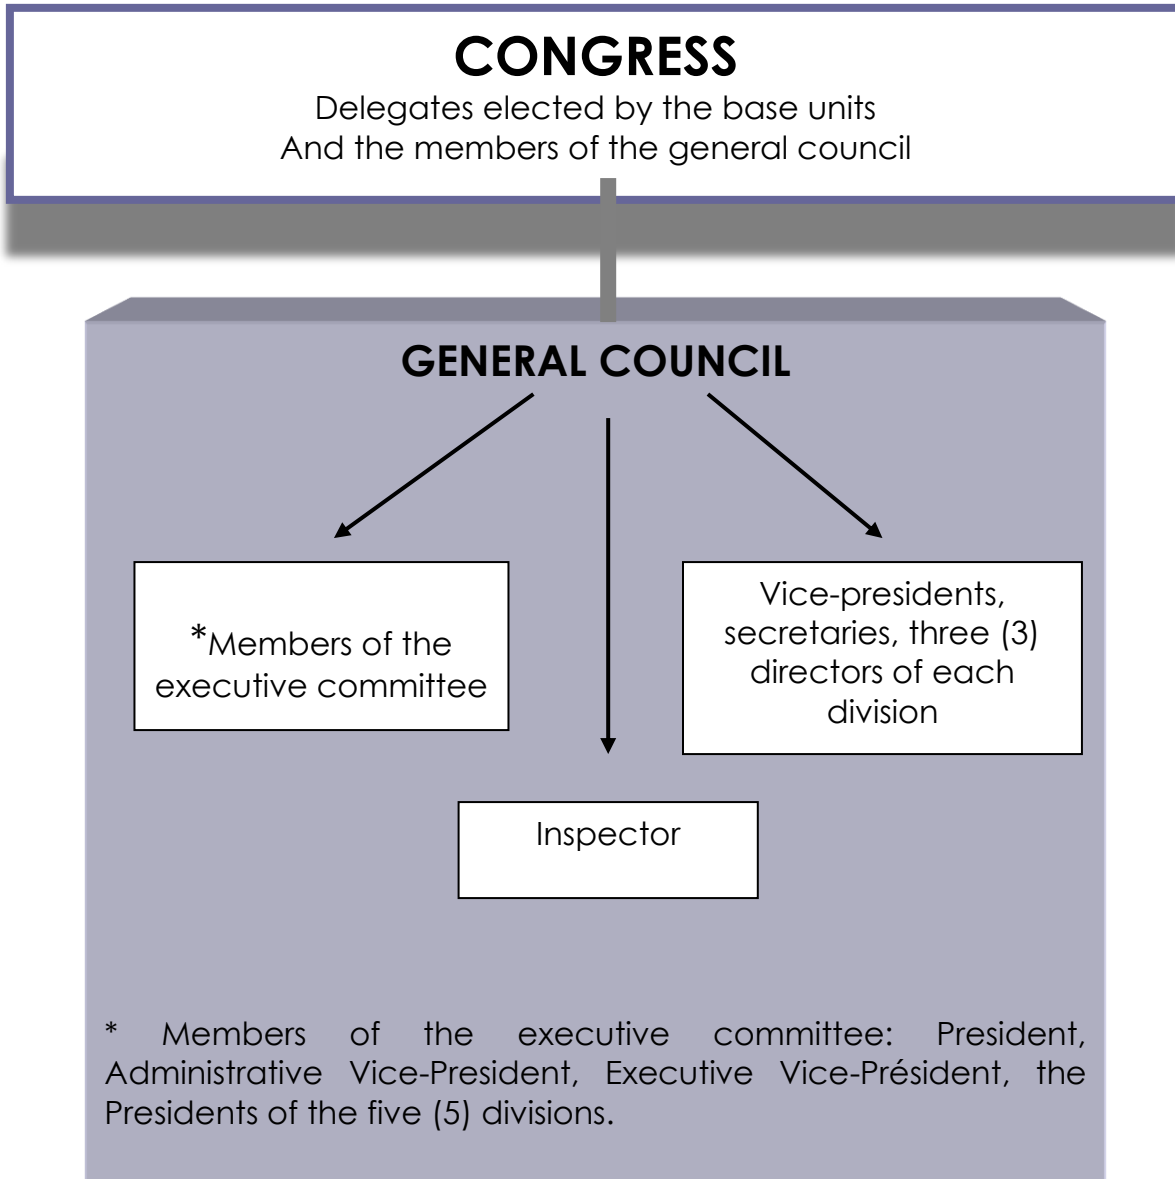 CONGRESS
Delegates elected by the base units
And the members of the general council
GENERAL COUNCIL
*Members of the
executive committee
Vice-presidents,
secretaries, three (3)
directors of each
division
Inspector
* Members of the executive committee: President,
Administrative Vice-President, Executive Vice-Président, the
Presidents of the five (5) divisions.